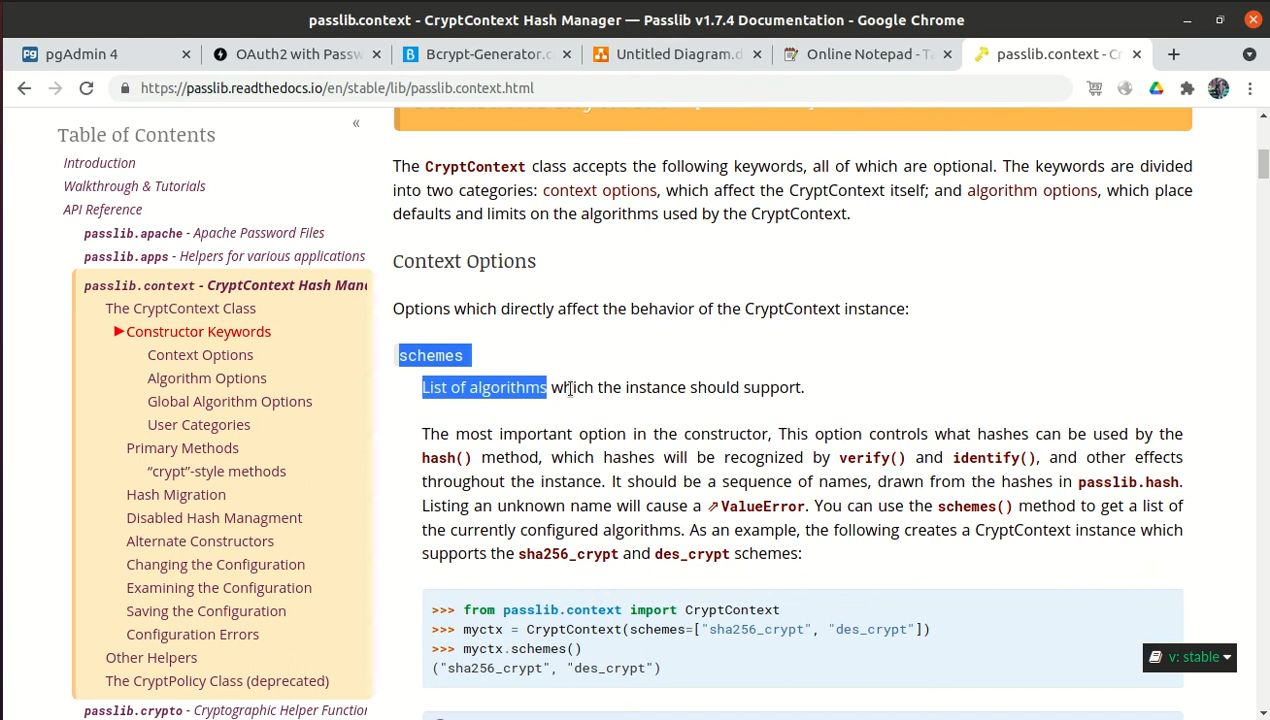 passlib.context - CryptContext Hash Manager — Passlib v1.7.4 Documentation - Google Chrome
pgAdmin 4
OAuth2 with Passw
Bcrypt-Generator.c
Untitled Diagram.d
Online Notepad - Ta
passlib.context - Cr
https://passlib.readthedocs.io/en/stable/lib/passlib.context.html
Table of Contents
«
Introduction
Walkthrough & Tutorials
API Reference
passlib.apache - Apache Password Files
passlib.apps - Helpers for various applications
passlib.context - CryptContext Hash Mana
The CryptContext Class
Constructor Keywords
Context Options
Algorithm Options
Global Algorithm Options
User Categories
Primary Methods
“crypt”-style methods
Hash Migration
Disabled Hash Managment
Alternate Constructors
Changing the Configuration
Examining the Configuration
Saving the Configuration
Configuration Errors
Other Helpers
The CryptPolicy Class (deprecated)
passlib.crypto - Cryptographic Helper Function
The CryptContext class accepts the following keywords, all of which are optional. The keywords are divided
into two categories: context options, which affect the CryptContext itself; and algorithm options, which place
defaults and limits on the algorithms used by the CryptContext.
Context Options
Options which directly affect the behavior of the CryptContext instance:
schemes
List of algorithms which the instance should support.
The most important option in the constructor, This option controls what hashes can be used by the
hash() method, which hashes will be recognized by verify() and identify(), and other effects
throughout the instance. It should be a sequence of names, drawn from the hashes in passlib.hash.
Listing an unknown name will cause a ValueError. You can use the schemes() method to get a list of
the currently configured algorithms. As an example, the following creates a CryptContext instance which
supports the sha256_crypt and des_crypt schemes:
>>> from passlib.context import CryptContext
>>> myctx = CryptContext(schemes=["sha256_crypt", "des_crypt"])
>>> myctx.schemes()
("sha256_crypt", "des_crypt")
v: stable